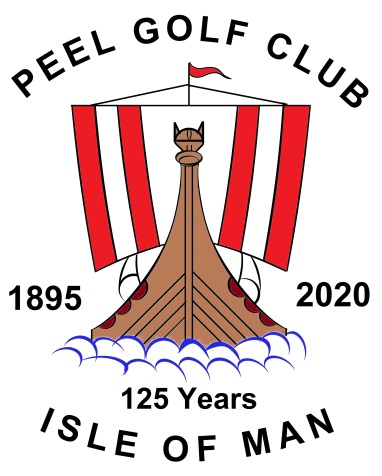 PEEL GOLF CLUB
1895
2020
125 Years
ISLE OF MAN